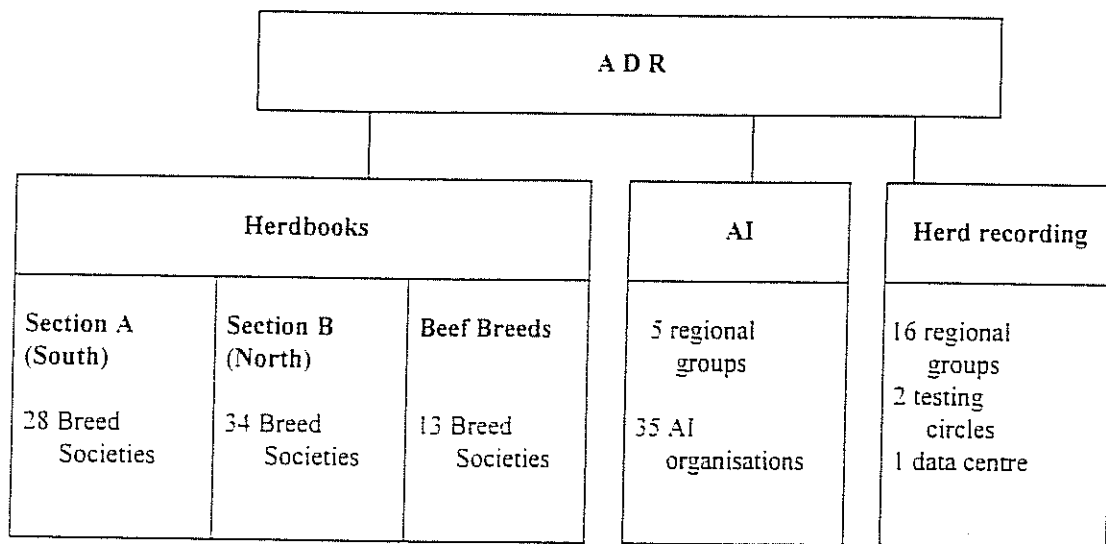 A D R
Herdbooks
Section A
(South)
28 Breed
Societies
Section B
(North)
34 Breed
Societies
Beef Breeds
13 Breed
Societies
AI
5 regional
groups
35 AI
organisations
Herd recording
16 regional
groups
2 testing
circles
1 data centre